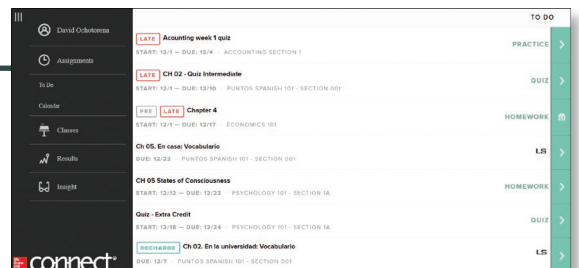 TO DO
David Ochotorena
Assignments
To Do
Calendar
Classes
Results
Insight
Mc Graw Hill connect®
LATE Acounting week 1 quiz
START: 12/1 — DUE: 12/4 · ACCOUNTING SECTION 1
PRACTICE
LATE CH 02 - Quiz Intermediate
START: 12/1 — DUE: 12/10 · PUNTOS SPANISH 101 - SECTION 001
QUIZ
PRE LATE Chapter 4
START: 12/1 — DUE: 12/17 · ECONOMICS 101
HOMEWORK
Ch 05. En casa: Vocabulario
DUE: 12/22 · PUNTOS SPANISH 101 - SECTION 001
LS
CH 05 States of Consciousness
START: 12/12 — DUE: 12/23 · PSYCHOLOGY 101 - SECTION 1A
HOMEWORK
Quiz - Extra Credit
START: 12/18 — DUE: 12/24 · PSYCHOLOGY 101 - SECTION 1A
QUIZ
RECHARGE Ch 02. En la universidad: Vocabulario
DUE: 12/7 · PUNTOS SPANISH 101 - SECTION 001
LS